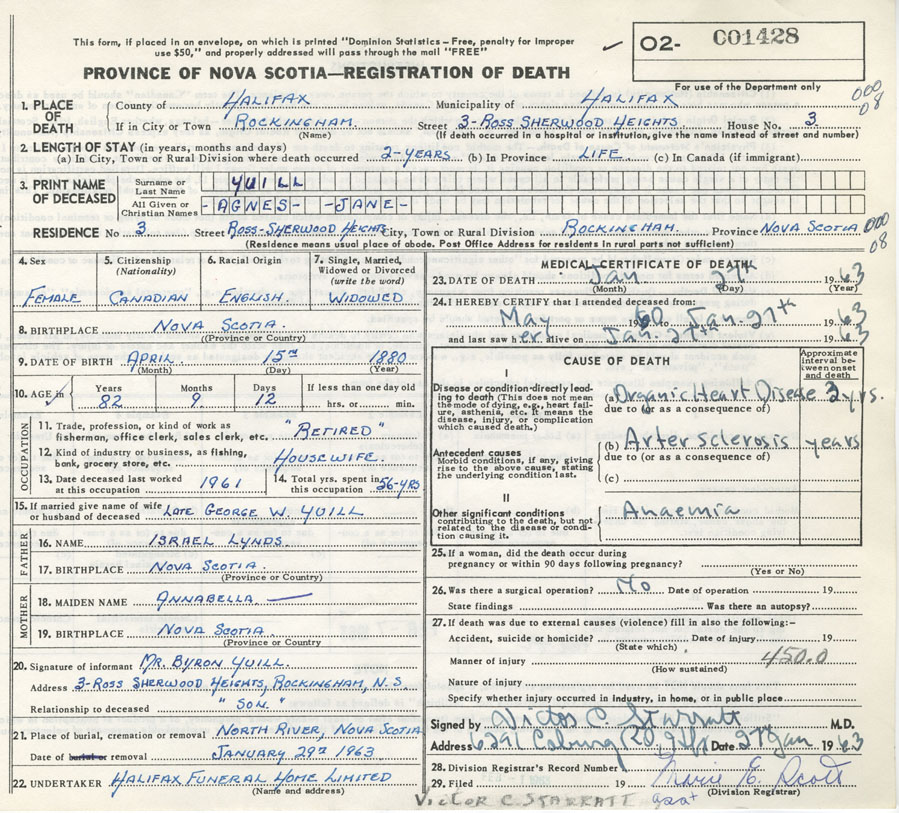 This form, if placed in an envelope, on which is printed "Dominion Statistics – Free, penalty for improper
use $50," and properly addressed will pass through the mail "FREE"
PROVINCE OF NOVA SCOTIA—REGISTRATION OF DEATH
✓ O2- 001428
For use of the Department only
1. PLACE OF DEATH { County of HALIFAX Municipality of HALIFAX 000
If in City or Town ROCKINGHAM. Street 3-ROSS SHERWOOD HEIGHTS House No. 3 08
(Name) (If death occurred in a hospital or institution, give the name instead of street and number)
2. LENGTH OF STAY (in years, months and days)
(a) In City, Town or Rural Division where death occurred 2-YEARS (b) In Province LIFE. (c) In Canada (if immigrant)
3. PRINT NAME OF DECEASED { Surname or Last Name YUILL
All Given or Christian Names -AGNES- -JANE-
RESIDENCE No 3 Street ROSS-SHERWOOD HEIGHTS City, Town or Rural Division ROCKINGHAM. Province NOVA SCOTIA 000
(Residence means usual place of abode. Post Office Address for residents in rural parts not sufficient) 08
4. Sex
FEMALE
5. Citizenship
(Nationality)
CANADIAN
6. Racial Origin
ENGLISH.
7. Single, Married,
Widowed or Divorced
(write the word)
WIDOWED
8. BIRTHPLACE NOVA SCOTIA.
(Province or Country)
9. DATE OF BIRTH APRIL 15TH 1880
(Month) (Day) (Year)
10. AGE in ✓ Years Months Days If less than one day old
82 9 12 hrs. or min.
OCCUPATION
11. Trade, profession, or kind of work as
fisherman, office clerk, sales clerk, etc. "RETIRED"
12. Kind of industry or business, as fishing,
bank, grocery store, etc. HOUSEWIFE.
13. Date deceased last worked
at this occupation 1961
14. Total yrs. spent in
this occupation 56-YRS
15. If married give name of wife
or husband of deceased LATE GEORGE W. YUILL
FATHER
16. NAME ISRAEL LYNDS.
17. BIRTHPLACE NOVA SCOTIA.
(Province or Country)
MOTHER
18. MAIDEN NAME ANNABELLA. —
19. BIRTHPLACE NOVA SCOTIA.
(Province or Country)
20. Signature of informant MR. BYRON YUILL.
Address 3-ROSS SHERWOOD HEIGHTS, ROCKINGHAM, N.S.
Relationship to deceased "SON."
21. Place of burial, cremation or removal NORTH RIVER, NOVA SCOTIA
Date of burial or removal JANUARY 29TH 1963
22. UNDERTAKER HALIFAX FUNERAL HOME LIMITED
(Name and address)
MEDICAL CERTIFICATE OF DEATH
23. DATE OF DEATH Jan 27th 1963
(Month) (Day) (Year)
24. I HEREBY CERTIFY that I attended deceased from:
May 1960 to Jan. 27th 1963
and last saw her alive on Jan. 27th 1963
CAUSE OF DEATH
Approximate
interval between onset
and death
I
Disease or condition directly leading to death (This does not mean
the mode of dying, e.g., heart failure, asthenia, etc. It means the
disease, injury, or complication
which caused death.)
(a) Organic Heart Disease 2 yrs.
due to (or as a consequence of)
Antecedent causes
Morbid conditions, if any, giving
rise to the above cause, stating
the underlying condition last.
(b) Arter sclerosis years
due to (or as a consequence of)
(c)
II
Other significant conditions
contributing to the death, but not
related to the disease or condition causing it.
Anaemia
25. If a woman, did the death occur during
pregnancy or within 90 days following pregnancy?
(Yes or No)
26. Was there a surgical operation? No Date of operation 19
State findings Was there an autopsy?
27. If death was due to external causes (violence) fill in also the following:–
Accident, suicide or homicide? Date of injury 19
(State which)
Manner of injury 450.0
(How sustained)
Nature of injury
Specify whether injury occurred in industry, in home, or in public place
Signed by Victor C. Starratt M.D.
Address 6291 Coburg Rd Hfx Date 27 Jan 1963
28. Division Registrar's Record Number
29. Filed 19 Marie E. Scott
(Division Registrar)
VICTOR C. STARRATT